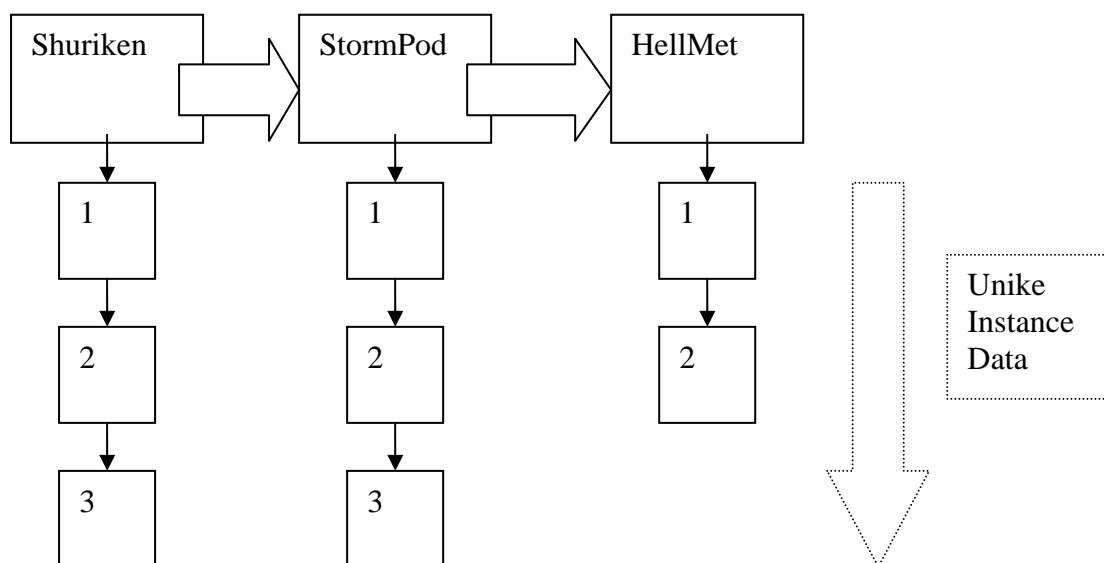 Shuriken
StormPod
HellMet
1
1
1
2
2
2
3
3
Unike
Instance
Data